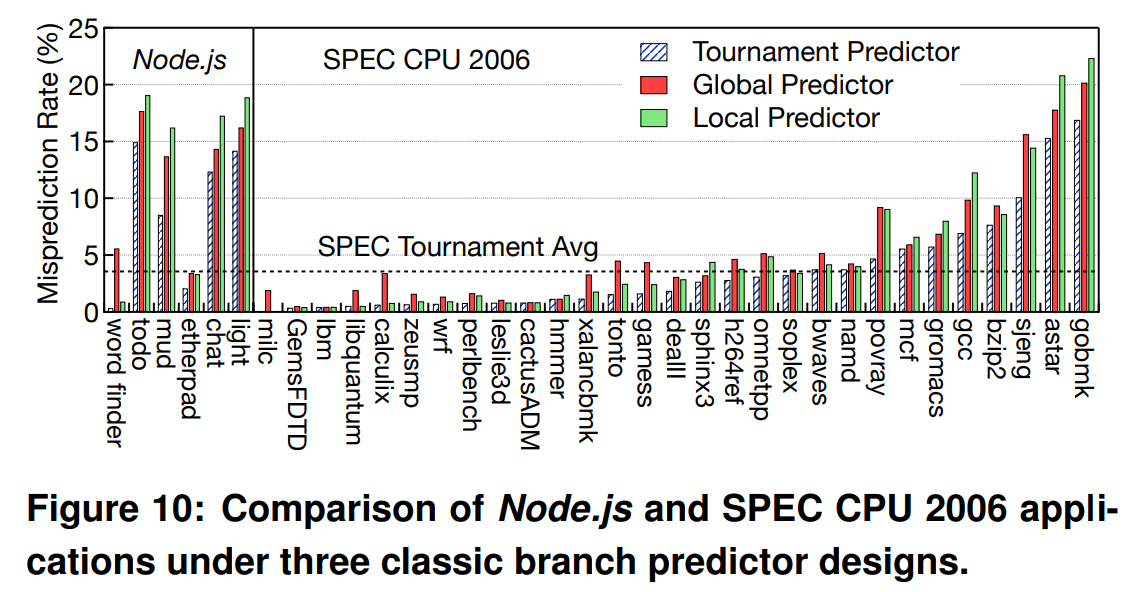 Misprediction Rate (%)
25
20
15
10
5
0
Node.js
SPEC CPU 2006
Tournament Predictor
Global Predictor
Local Predictor
SPEC Tournament Avg
word finder
todo
mud
etherpad
chat
light
milc
GemsFDTD
lbm
libquantum
calculix
zeusmp
wrf
perlbench
leslie3d
cactusADM
hmmer
xalancbmk
tonto
gamess
dealII
sphinx3
h264ref
omnetpp
soplex
bwaves
namd
povray
mcf
gromacs
gcc
bzip2
sjeng
astar
gobmk
Figure 10: Comparison of Node.js and SPEC CPU 2006 appli-
cations under three classic branch predictor designs.